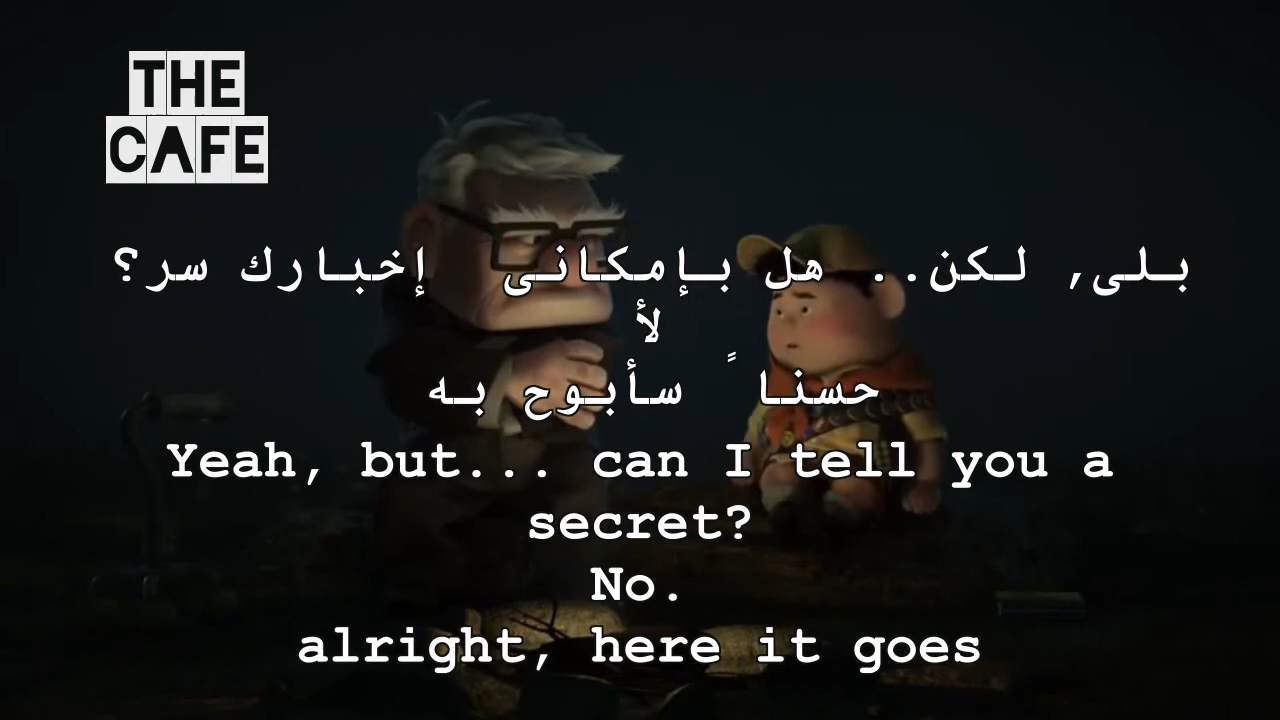 THE
CAFE
بلى, لكن.. هل بإمكانى إخبارك سر؟
لأ
حسنا ً سأبوح به
Yeah, but... can I tell you a
secret?
No.
alright, here it goes